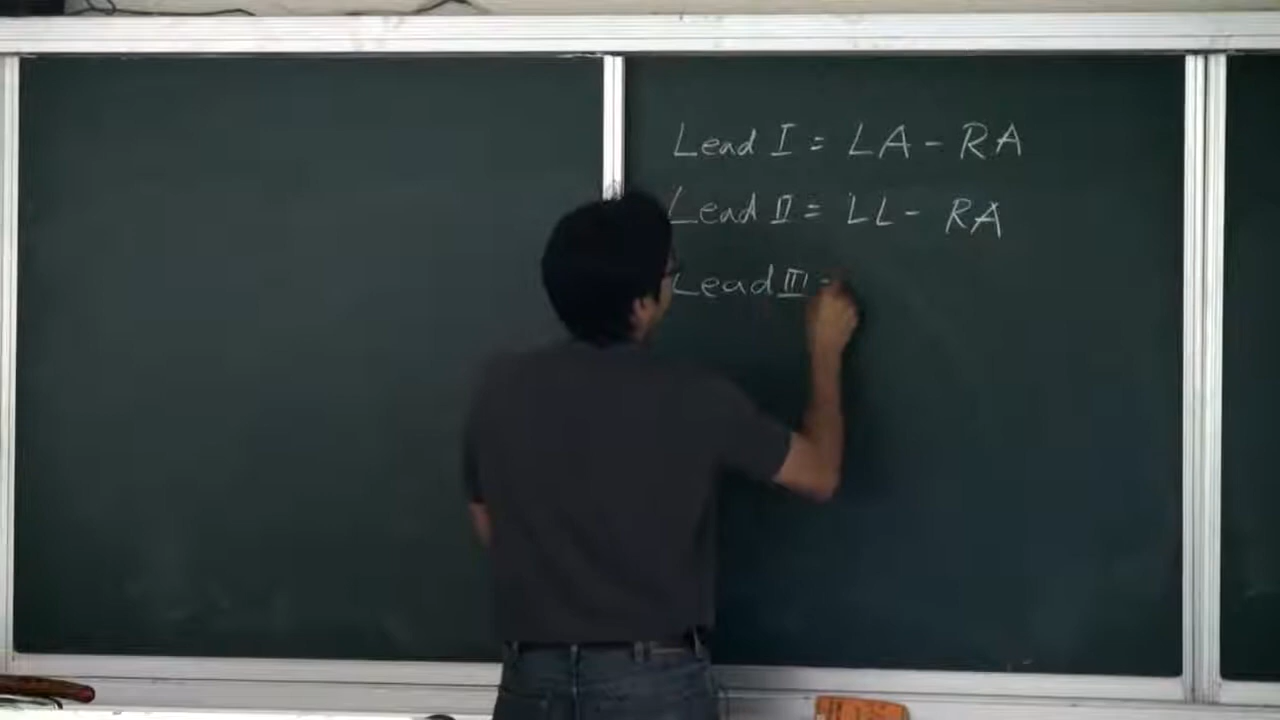 Lead I = LA - RA
Lead II = LL - RA
Lead III =